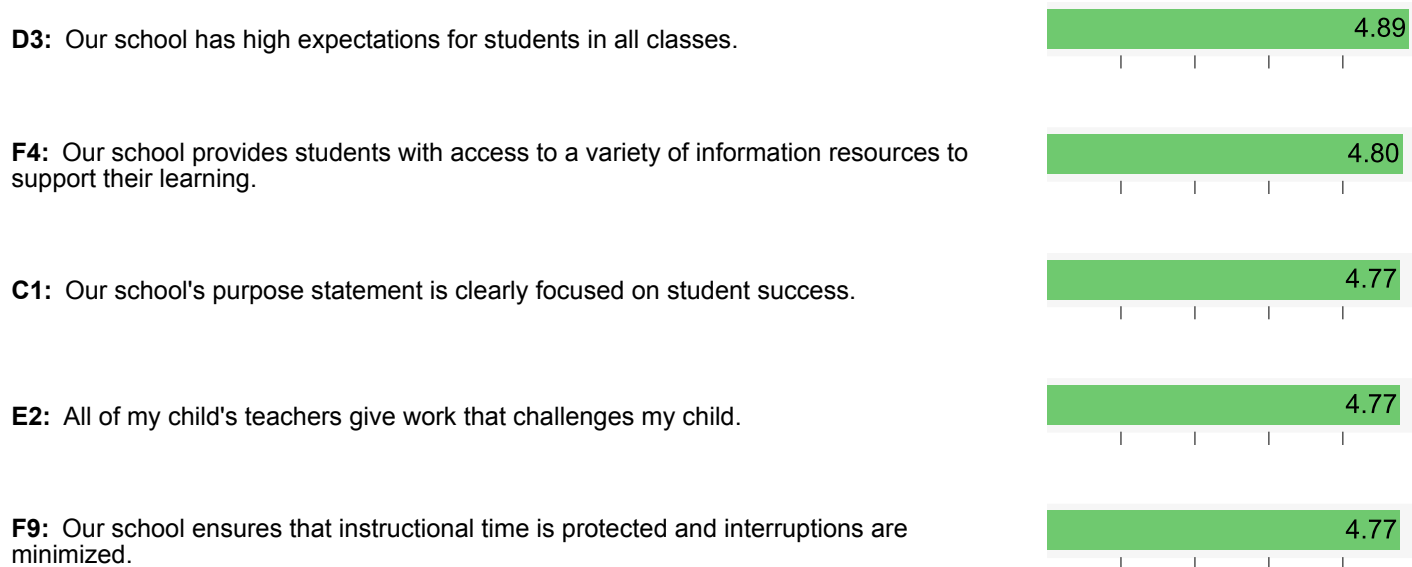 D3: Our school has high expectations for students in all classes.
4.89
F4: Our school provides students with access to a variety of information resources to
support their learning.
4.80
C1: Our school's purpose statement is clearly focused on student success.
4.77
E2: All of my child's teachers give work that challenges my child.
4.77
F9: Our school ensures that instructional time is protected and interruptions are
minimized.
4.77